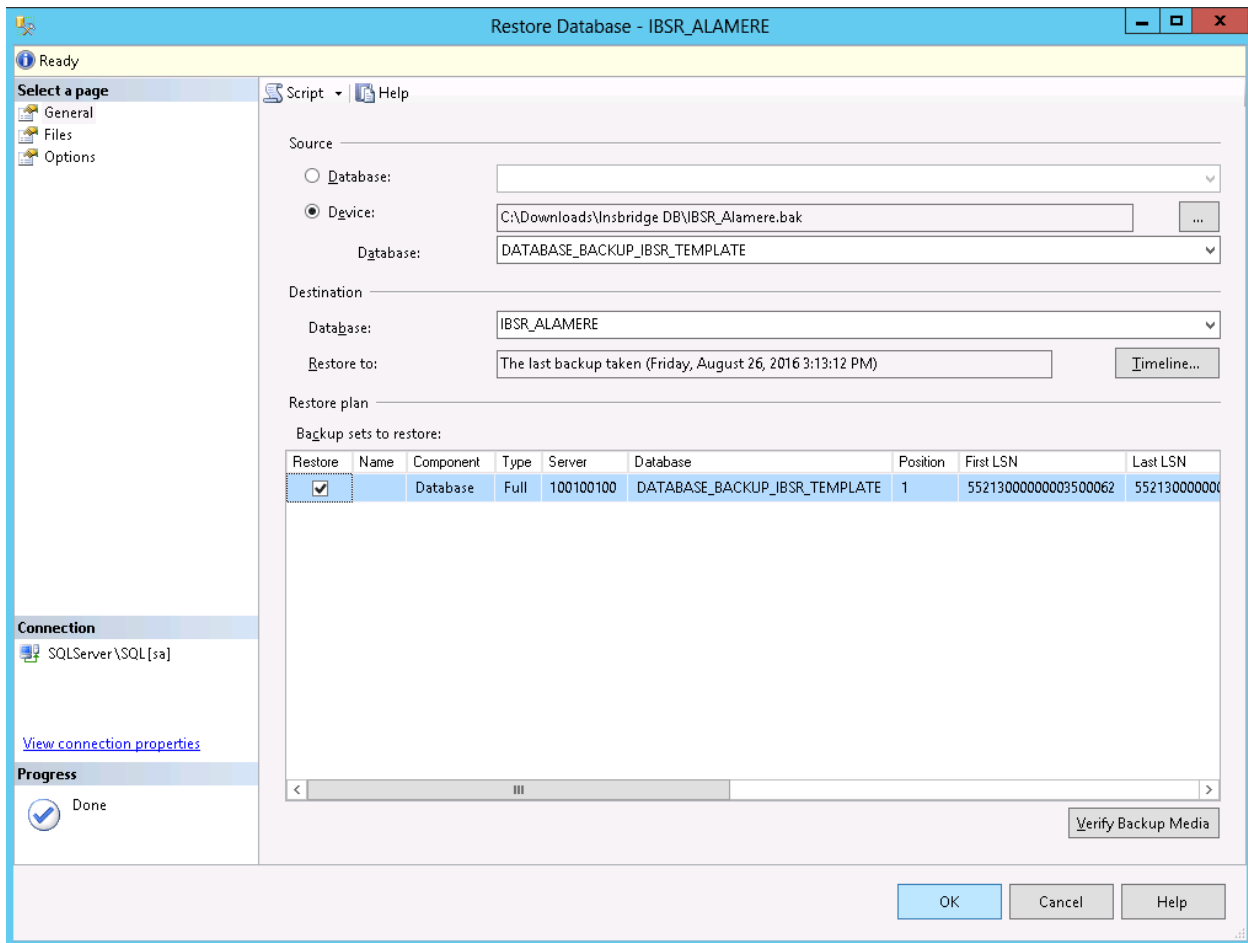 Restore Database - IBSR_ALAMERE
Ready
Select a page
General
Files
Options
Script Help
Source
Database:
Device: C:\Downloads\Insbridge DB\IBSR_Alamere.bak ...
Database: DATABASE_BACKUP_IBSR_TEMPLATE
Destination
Database: IBSR_ALAMERE
Restore to: The last backup taken (Friday, August 26, 2016 3:13:12 PM) Timeline...
Restore plan
Backup sets to restore:
Restore Name Component Type Server Database Position First LSN Last LSN
Database Full 100100100 DATABASE_BACKUP_IBSR_TEMPLATE 1 55213000000003500062 552130000000
Connection
SQLServer\SQL [sa]
View connection properties
Progress
Done
Verify Backup Media
OK Cancel Help